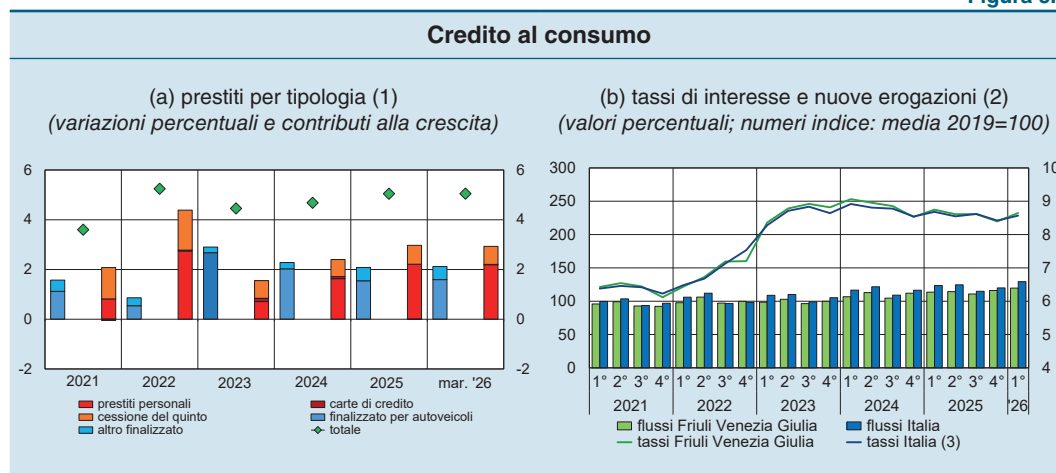 Figura
Credito al consumo
(a) prestiti per tipologia (1)
(variazioni percentuali e contributi alla crescita)
6
4
2
0
-2
6
4
2
0
-2
2021 2022 2023 2024 2025 mar. '26
prestiti personali
carte di credito
cessione del quinto
finalizzato per autoveicoli
altro finalizzato
totale
(b) tassi di interesse e nuove erogazioni (2)
(valori percentuali; numeri indice: media 2019=100)
300
250
200
150
100
50
0
10
9
8
7
6
5
4
1° 2° 3° 4° 1° 2° 3° 4° 1° 2° 3° 4° 1° 2° 3° 4° 1° 2° 3° 4° 1°
2021 2022 2023 2024 2025 '26
flussi Friuli Venezia Giulia
flussi Italia
tassi Friuli Venezia Giulia
tassi Italia (3)